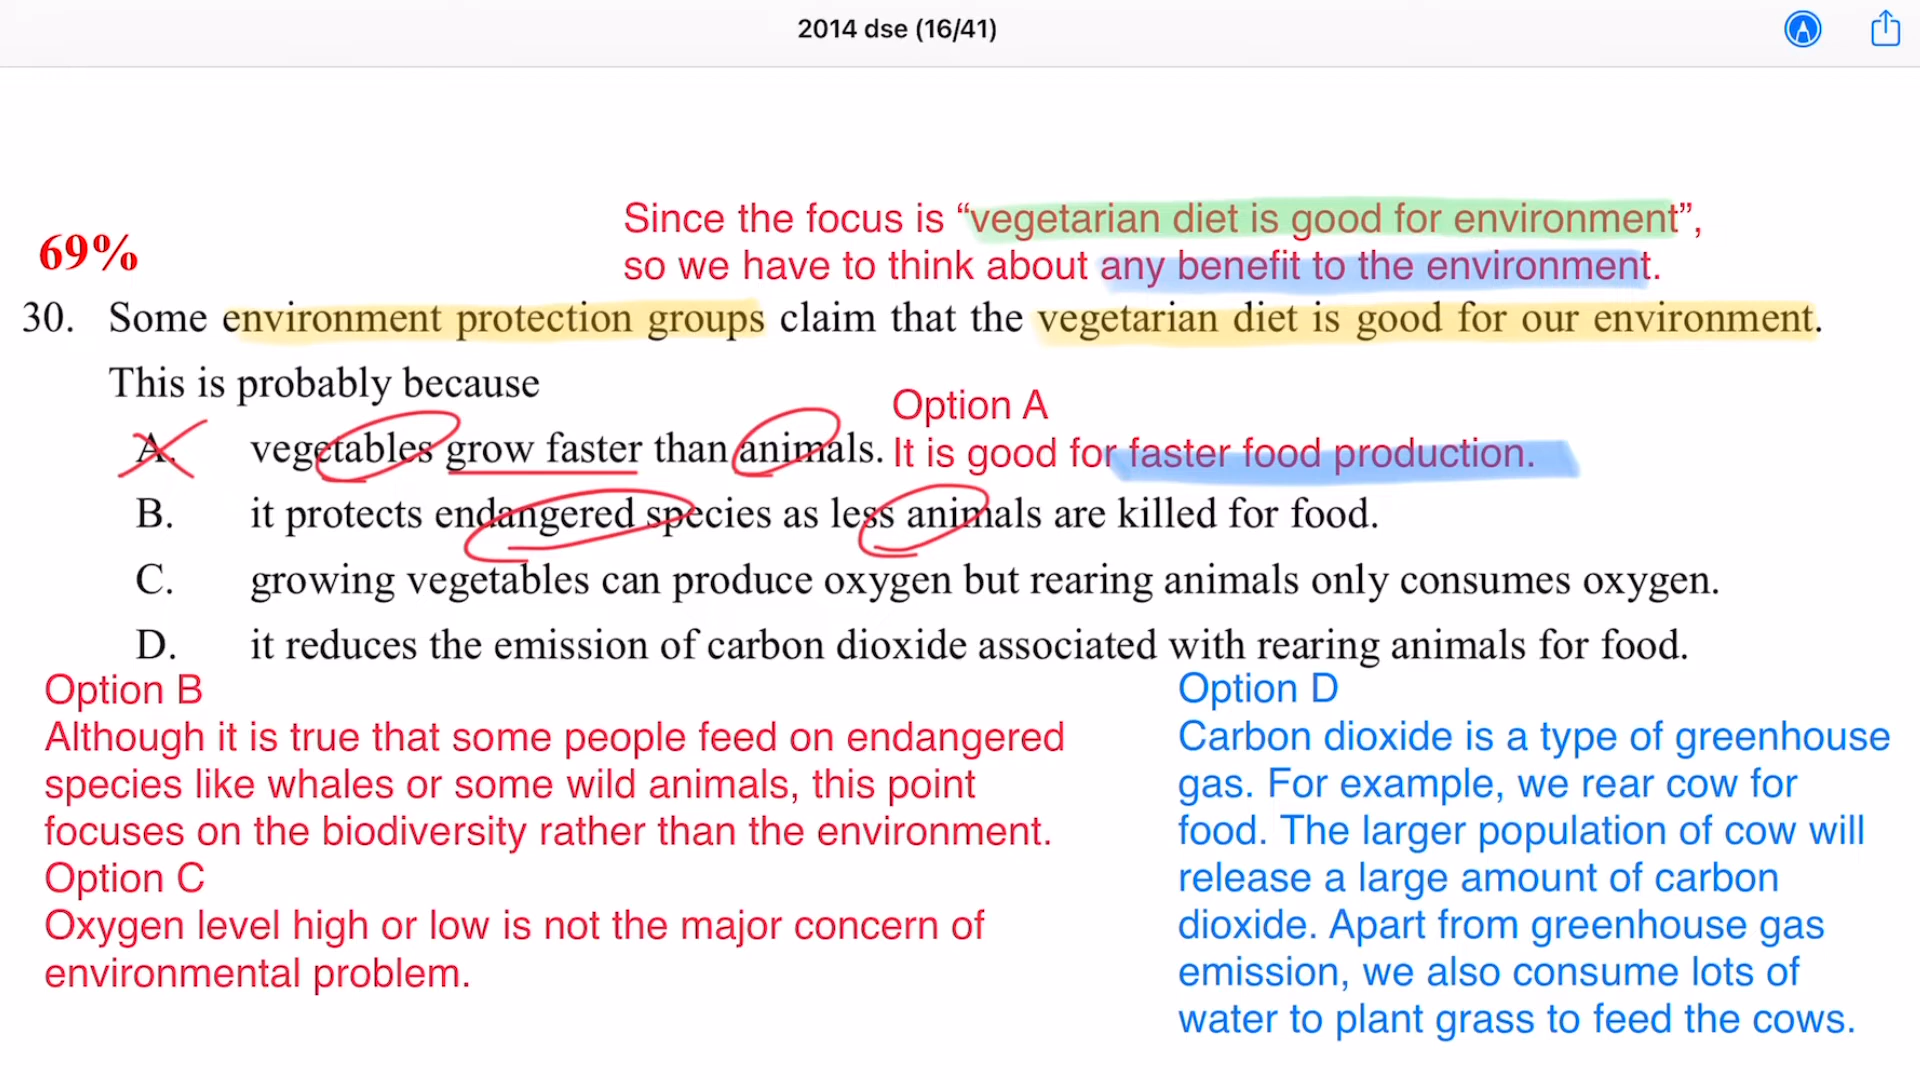 2014 dse (16/41)
Since the focus is “vegetarian diet is good for environment”,
so we have to think about any benefit to the environment.
69%
30. Some environment protection groups claim that the vegetarian diet is good for our environment.
This is probably because
Option A
A. vegetables grow faster than animals.
It is good for faster food production.
B. it protects endangered species as less animals are killed for food.
C. growing vegetables can produce oxygen but rearing animals only consumes oxygen.
D. it reduces the emission of carbon dioxide associated with rearing animals for food.
Option B
Although it is true that some people feed on endangered
species like whales or some wild animals, this point
focuses on the biodiversity rather than the environment.
Option C
Oxygen level high or low is not the major concern of
environmental problem.
Option D
Carbon dioxide is a type of greenhouse
gas. For example, we rear cow for
food. The larger population of cow will
release a large amount of carbon
dioxide. Apart from greenhouse gas
emission, we also consume lots of
water to plant grass to feed the cows.